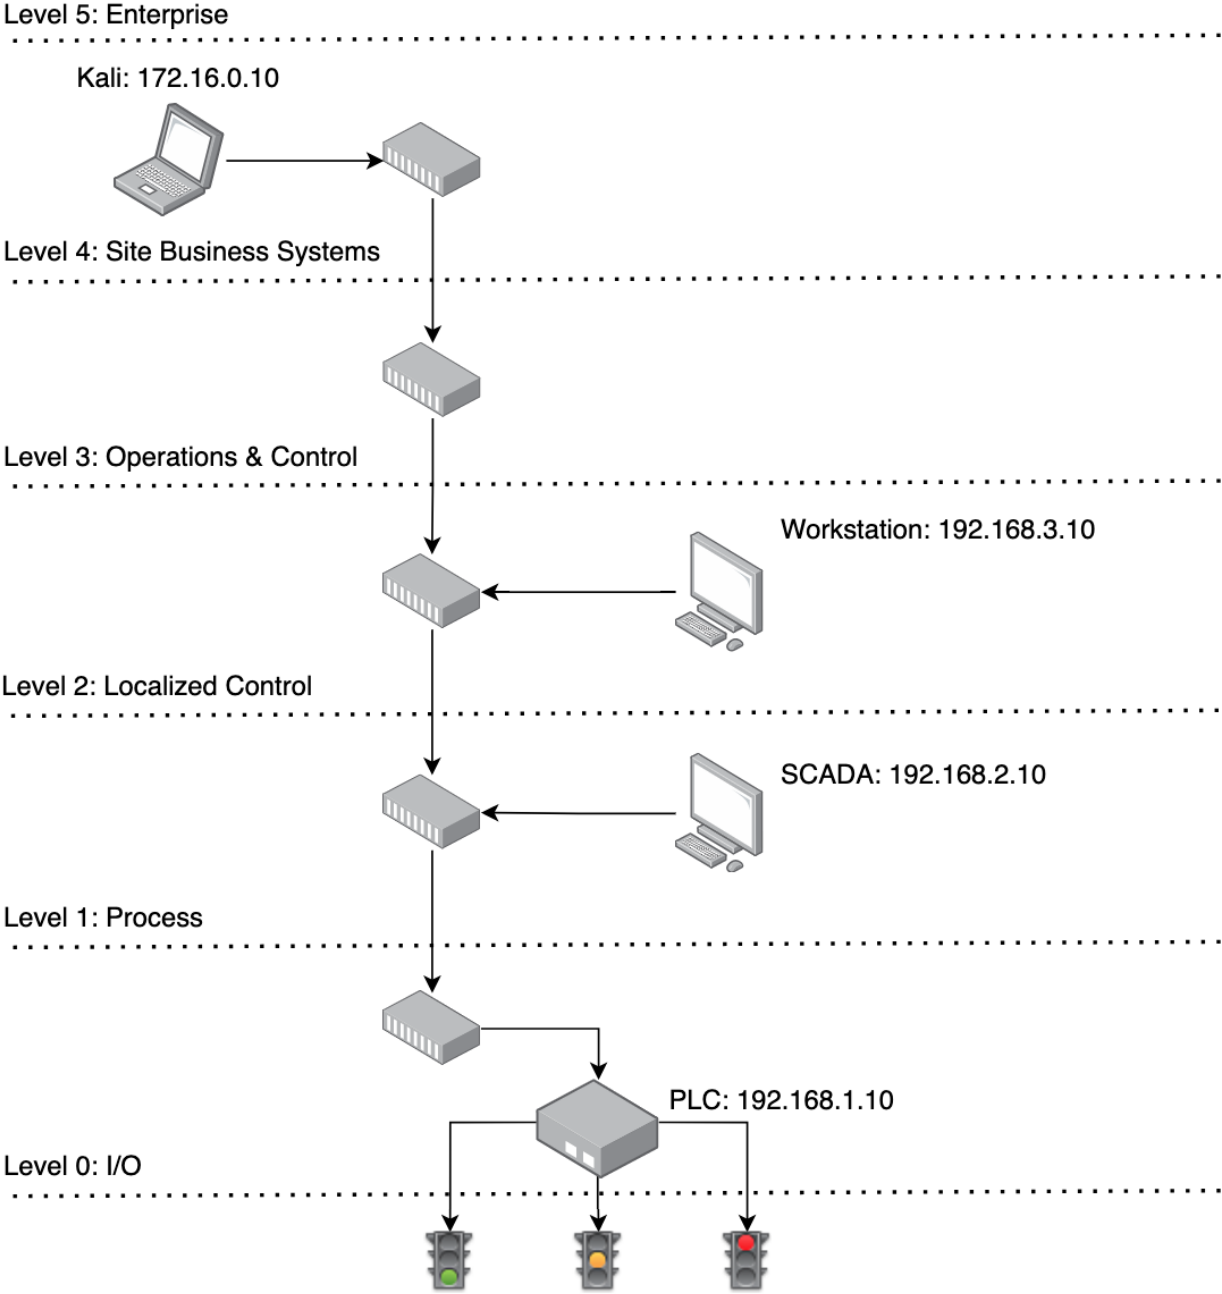 Level 5: Enterprise
Kali: 172.16.0.10
Level 4: Site Business Systems
Level 3: Operations & Control
Workstation: 192.168.3.10
Level 2: Localized Control
SCADA: 192.168.2.10
Level 1: Process
PLC: 192.168.1.10
Level 0: I/O